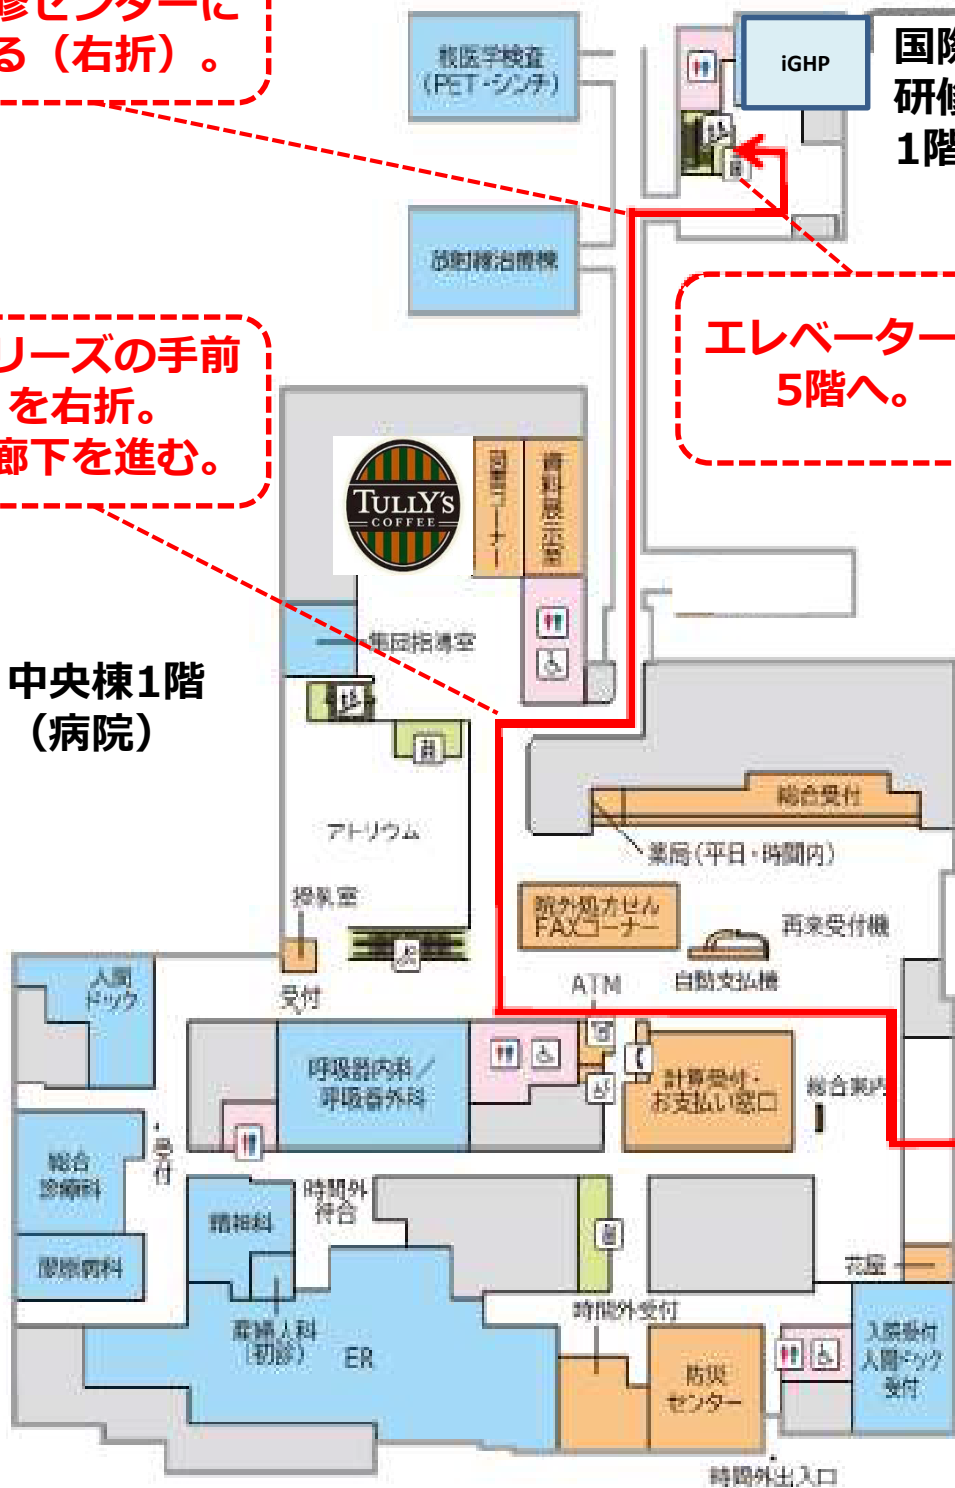 修センターに
る（右折）。
核医学検査
(PET・シンチ)
iGHP
国際
研修
1階
放射線治療棟
リーズの手前
を右折。
廊下を進む。
エレベーター
5階へ。
TULLY'S
COFFEE
図書コーナー
資料展示室
集団指導室
中央棟1階
（病院）
総合受付
薬局(平日・時間内)
アトリウム
授乳室
院外処方せん
FAXコーナー
再来受付機
自動支払機
ATM
人間
ドック
受付
呼吸器内科／
呼吸器外科
計算受付・
お支払い窓口
総合案内
総合
診療科
受付
膠原病科
精神科
時間外
待合
花屋
産婦人科
(初診)
ER
時間外受付
防災
センター
入院受付
人間ドック
受付
時間外出入口